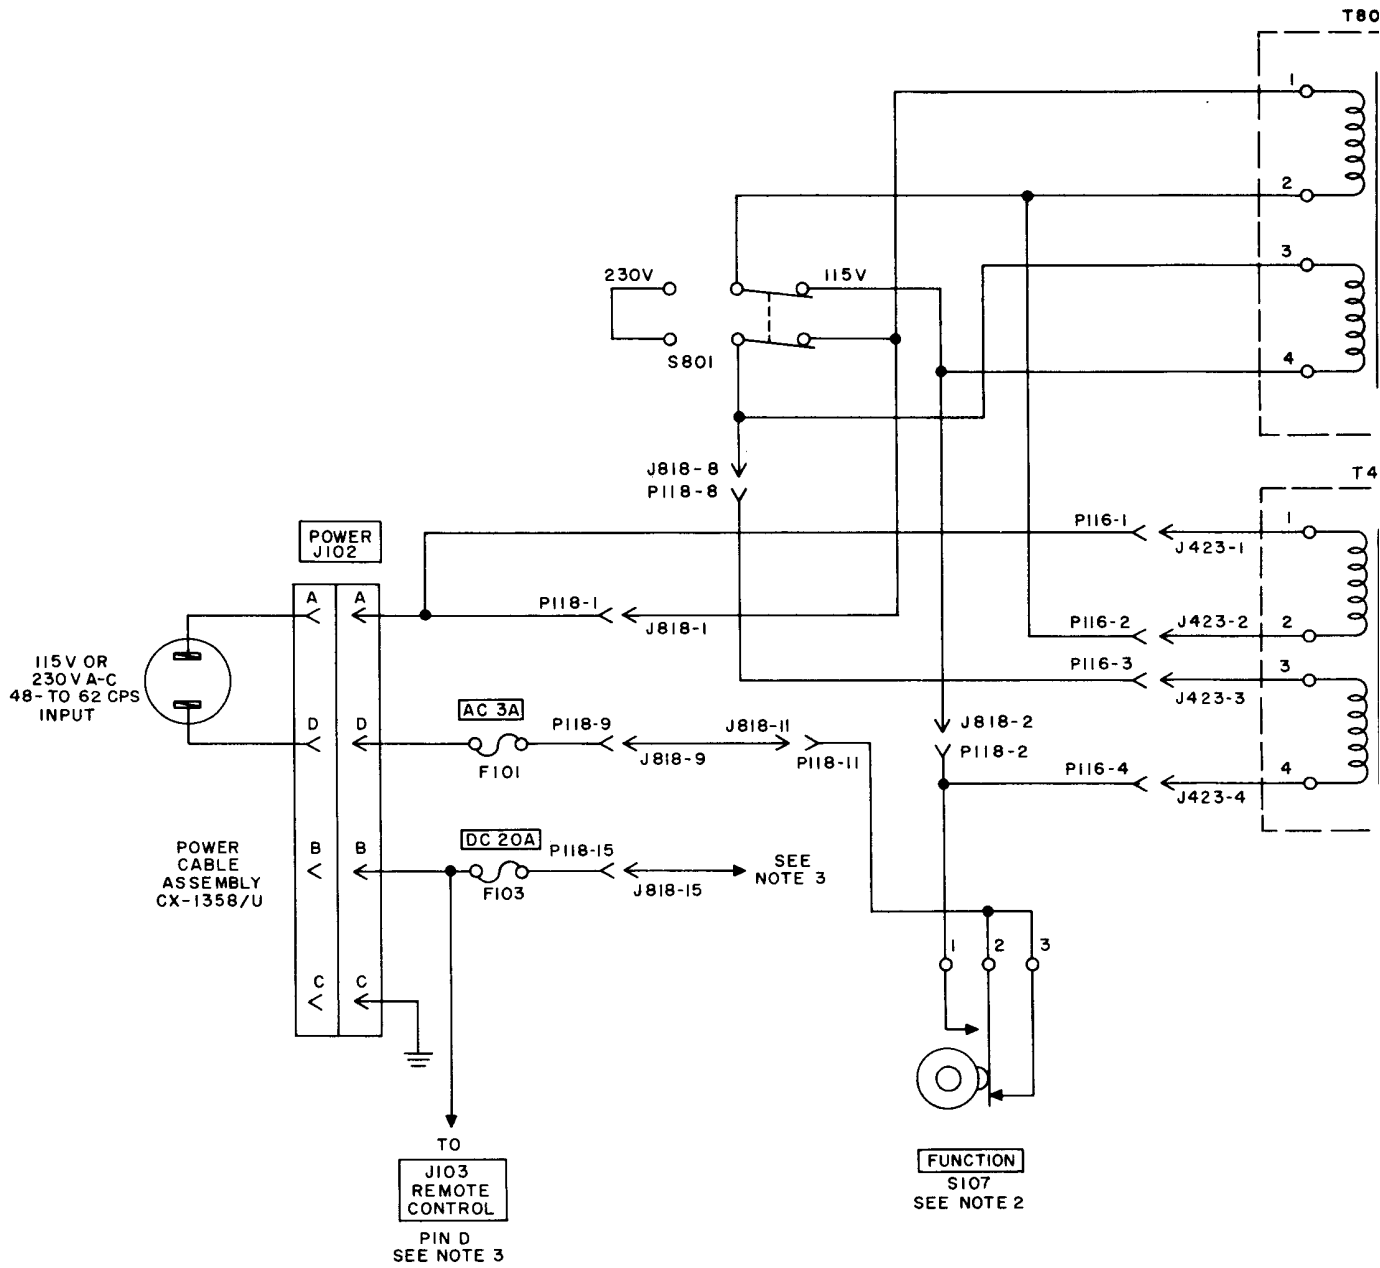 T80
1
2
3
4
230V
115V
S801
J818-8
P118-8
T4
POWER
J102
P116-1
1
J423-1
A
A
P118-1
J818-1
P116-2
J423-2
2
P116-3
3
J423-3
115V OR
230V A-C
48- TO 62 CPS
INPUT
D
D
AC 3A
F101
P118-9
J818-9
J818-11
P118-11
J818-2
P118-2
P116-4
4
J423-4
POWER
CABLE
ASSEMBLY
CX-1358/U
B
B
DC 20A
F103
P118-15
J818-15
SEE
NOTE 3
C
C
1
2
3
TO
J103
REMOTE
CONTROL
PIN D
SEE NOTE 3
FUNCTION
S107
SEE NOTE 2